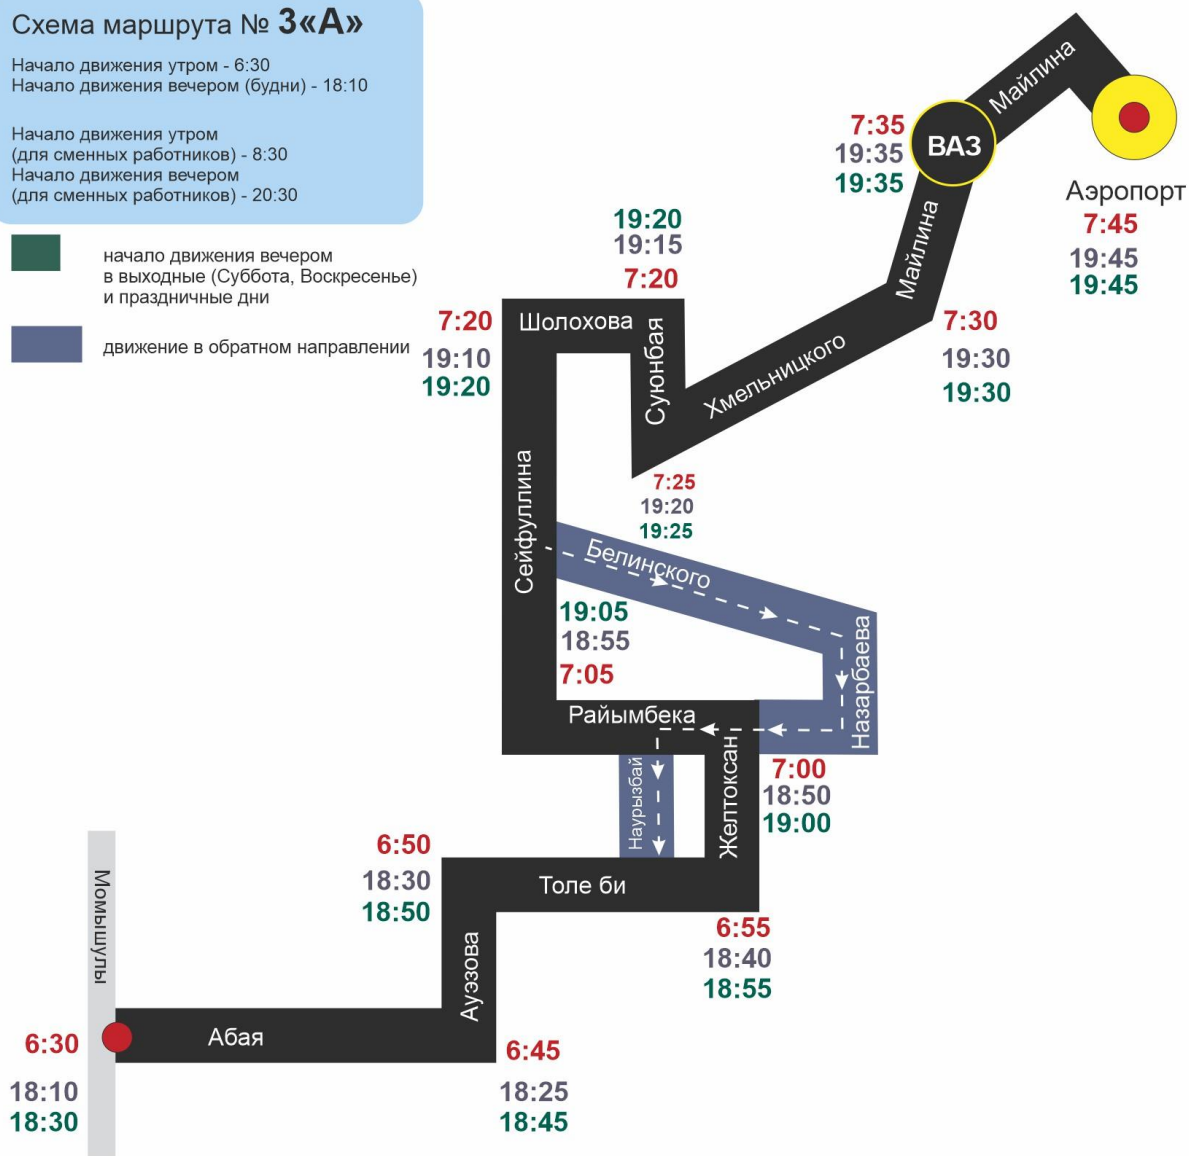 Схема маршрута № 3«А»
Начало движения утром - 6:30
Начало движения вечером (будни) - 18:10
Начало движения утром
(для сменных работников) - 8:30
Начало движения вечером
(для сменных работников) - 20:30
начало движения вечером
в выходные (Суббота, Воскресенье)
и праздничные дни
движение в обратном направлении
Майлина
ВАЗ
7:35
19:35
19:35
Аэропорт
7:45
19:45
19:45
Майлина
19:20
19:15
7:20
7:20
19:10
19:20
Шолохова
Суюнбая
Хмельницкого
7:30
19:30
19:30
7:25
19:20
19:25
Сейфуллина
Белинского
19:05
18:55
7:05
Назарбаева
Райымбека
Желтоксан
Наурызбай
7:00
18:50
19:00
6:50
18:30
18:50
Толе би
6:55
18:40
18:55
Момышулы
Ауэзова
Абая
6:30
18:10
18:30
6:45
18:25
18:45